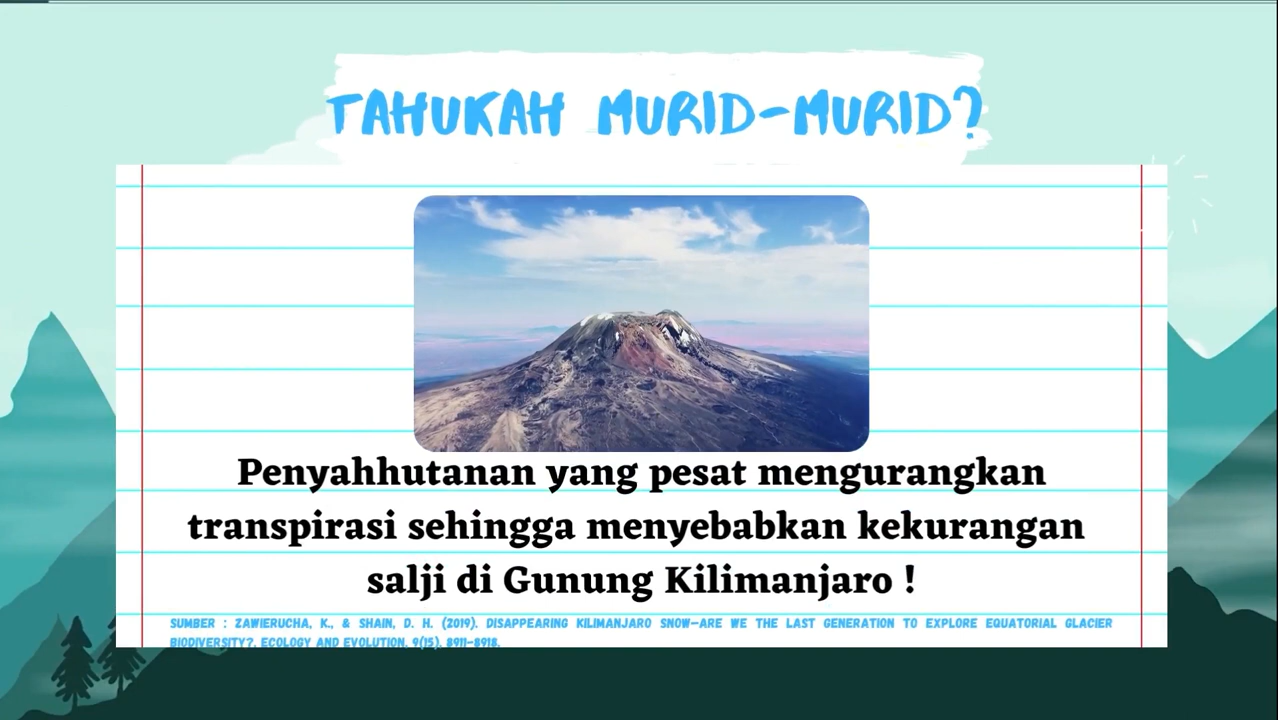 TAHUKAH MURID-MURID?
Penyahhutanan yang pesat mengurangkan
transpirasi sehingga menyebabkan kekurangan
salji di Gunung Kilimanjaro !
SUMBER : ZAWIERUCHA, K., & SHAIN, D. H. (2019). DISAPPEARING KILIMANJARO SNOW—ARE WE THE LAST GENERATION TO EXPLORE EQUATORIAL GLACIER
BIODIVERSITY?. ECOLOGY AND EVOLUTION, 9(15), 8911-8918.